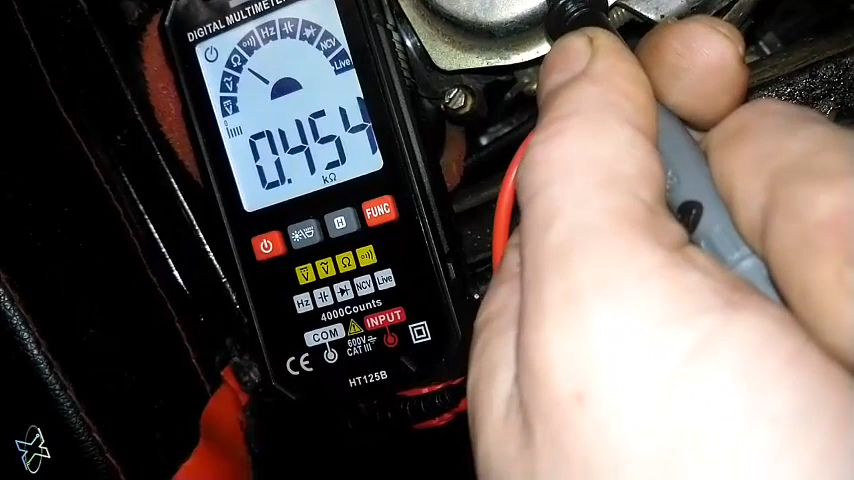 DIGITAL MULTIMETER
Hz
Ω
NCV
V
Live
0
0.454
kΩ
H
FUNC
V V Ω
Hz NCV Live
4000Counts
COM INPUT
600V
CAT III
CE
HT125B